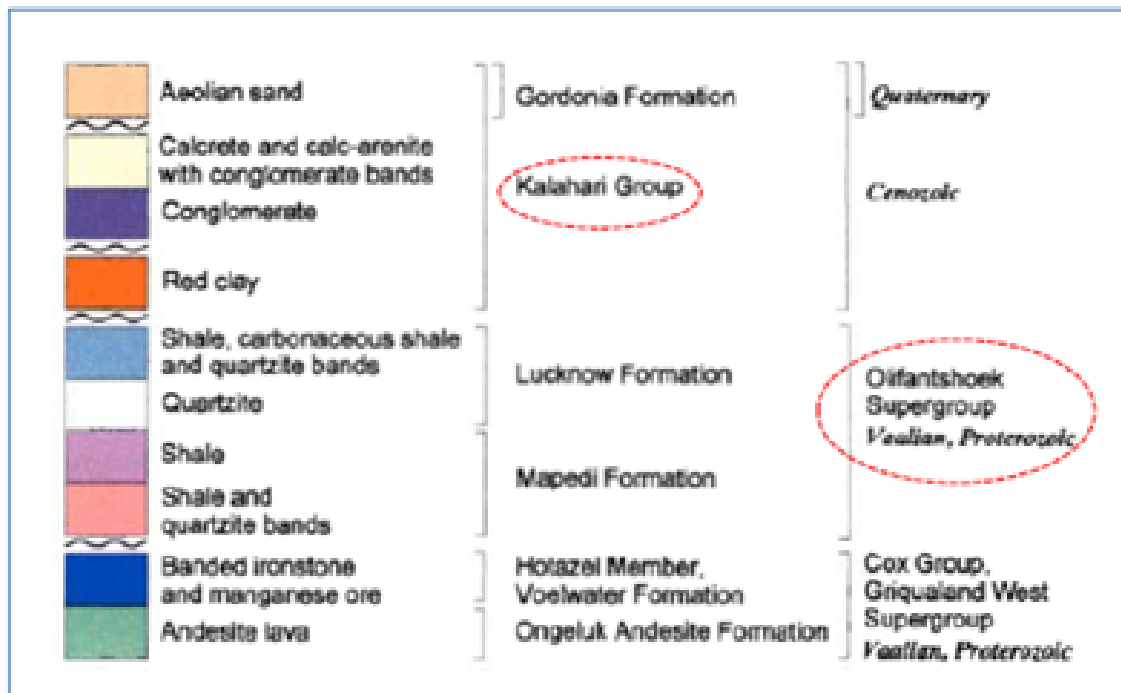 Aeolian sand
Gordonia Formation
Quaternary
Calcrete and calc-arenite
with conglomerate bands
Kalahari Group
Cenozoic
Conglomerate
Red clay
Shale, carbonaceous shale
and quartzite bands
Lucknow Formation
Quartzite
Olifantshoek
Supergroup
Vaalian, Proterozoic
Shale
Mapedi Formation
Shale and
quartzite bands
Banded ironstone
and manganese ore
Hotazel Member,
Voelwater Formation
Cox Group,
Griqualand West
Supergroup
Vaalian, Proterozoic
Andesite lava
Ongeluk Andesite Formation